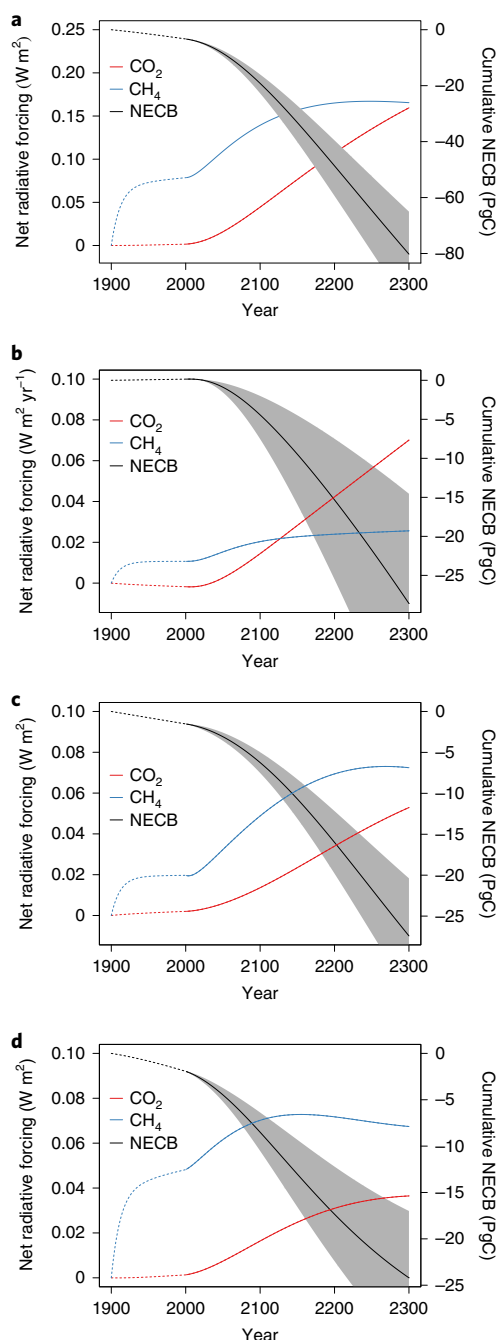 a
Net radiative forcing (W m²)
0.25
0.20
0.15
0.10
0.05
0
CO₂
CH₄
NECB
0
−20
−40
−60
−80
Cumulative NECB (PgC)
1900 2000 2100 2200 2300
Year
b
Net radiative forcing (W m² yr⁻¹)
0.10
0.08
0.06
0.04
0.02
0
CO₂
CH₄
NECB
0
−5
−10
−15
−20
−25
Cumulative NECB (PgC)
1900 2000 2100 2200 2300
Year
c
Net radiative forcing (W m²)
0.10
0.08
0.06
0.04
0.02
0
CO₂
CH₄
NECB
0
−5
−10
−15
−20
−25
Cumulative NECB (PgC)
1900 2000 2100 2200 2300
Year
d
Net radiative forcing (W m²)
0.10
0.08
0.06
0.04
0.02
0
CO₂
CH₄
NECB
0
−5
−10
−15
−20
−25
Cumulative NECB (PgC)
1900 2000 2100 2200 2300
Year